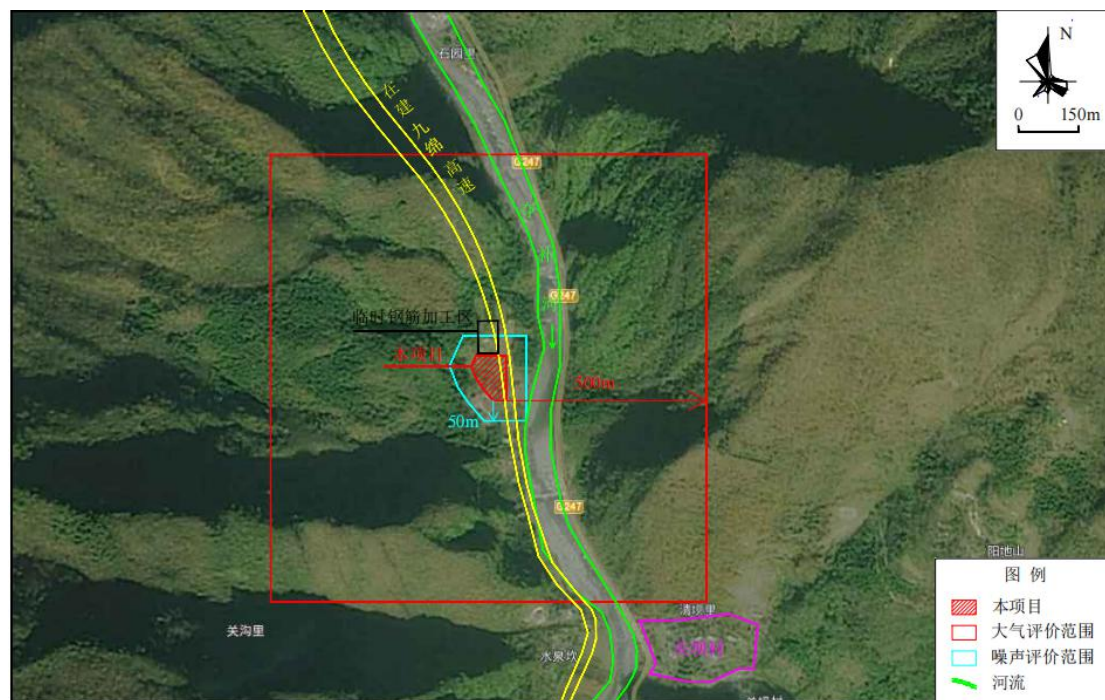 N
0 150m
石园里
在建九绵高速
G247
G247
临时钢筋加工区
本项目
500m
50m
G247
阳地山
清坝里
关沟里
水泉坎
图 例
本项目
大气评价范围
噪声评价范围
河流